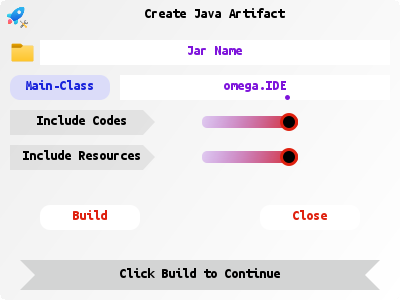 Create Java Artifact
Jar Name
Main-Class
omega.IDE
Include Codes
Include Resources
Build
Close
Click Build to Continue